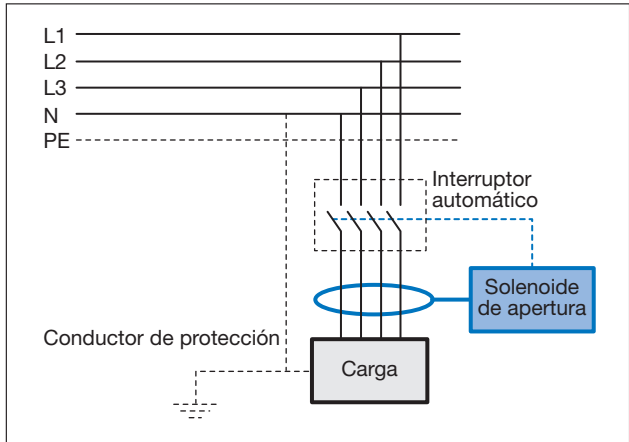 L1
L2
L3
N
PE
Interruptor
automático
Solenoide
de apertura
Conductor de protección
Carga